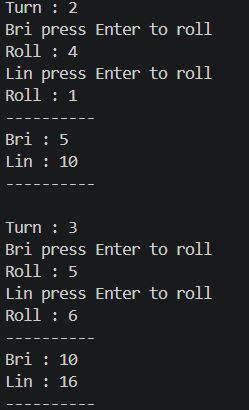 Turn : 2
Bri press Enter to roll
Roll : 4
Lin press Enter to roll
Roll : 1
----------
Bri : 5
Lin : 10
----------

Turn : 3
Bri press Enter to roll
Roll : 5
Lin press Enter to roll
Roll : 6
----------
Bri : 10
Lin : 16
----------